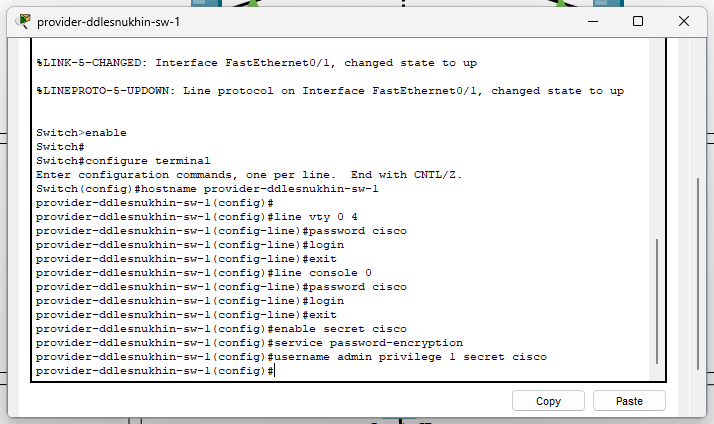 provider-ddlesnukhin-sw-1
%LINK-5-CHANGED: Interface FastEthernet0/1, changed state to up
%LINEPROTO-5-UPDOWN: Line protocol on Interface FastEthernet0/1, changed state to up
Switch>enable
Switch#
Switch#configure terminal
Enter configuration commands, one per line.  End with CNTL/Z.
Switch(config)#hostname provider-ddlesnukhin-sw-1
provider-ddlesnukhin-sw-1(config)#
provider-ddlesnukhin-sw-1(config)#line vty 0 4
provider-ddlesnukhin-sw-1(config-line)#password cisco
provider-ddlesnukhin-sw-1(config-line)#login
provider-ddlesnukhin-sw-1(config-line)#exit
provider-ddlesnukhin-sw-1(config)#line console 0
provider-ddlesnukhin-sw-1(config-line)#password cisco
provider-ddlesnukhin-sw-1(config-line)#login
provider-ddlesnukhin-sw-1(config-line)#exit
provider-ddlesnukhin-sw-1(config)#enable secret cisco
provider-ddlesnukhin-sw-1(config)#service password-encryption
provider-ddlesnukhin-sw-1(config)#username admin privilege 1 secret cisco
provider-ddlesnukhin-sw-1(config)#
Copy
Paste